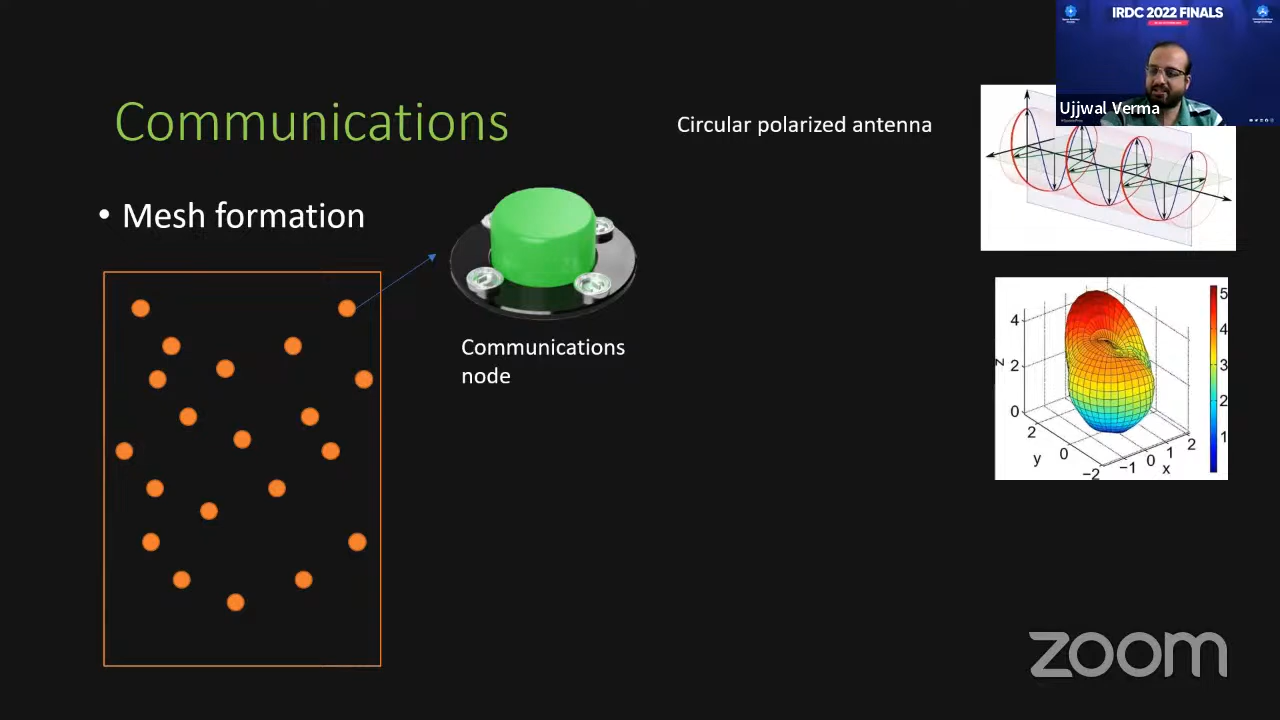 IRDC 2022 FINALS
Ujjwal Verma
Communications
Circular polarized antenna
• Mesh formation
Communications
node
5
4
3
2
1
4
2
0
z
2
0
−2
y
−1
0
1
2
x
zoom